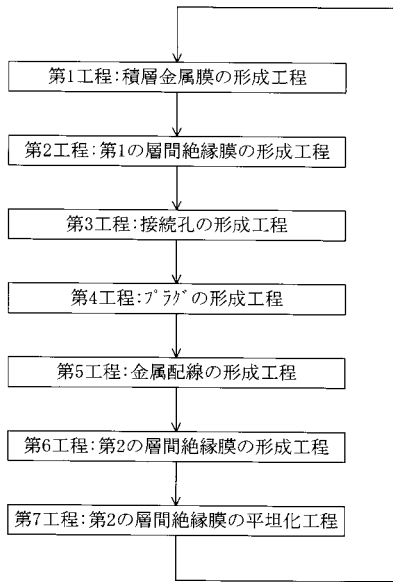 第1工程:積層金属膜の形成工程
第2工程:第1の層間絶縁膜の形成工程
第3工程:接続孔の形成工程
第4工程:ﾌﾟﾗｸﾞの形成工程
第5工程:金属配線の形成工程
第6工程:第2の層間絶縁膜の形成工程
第7工程:第2の層間絶縁膜の平坦化工程